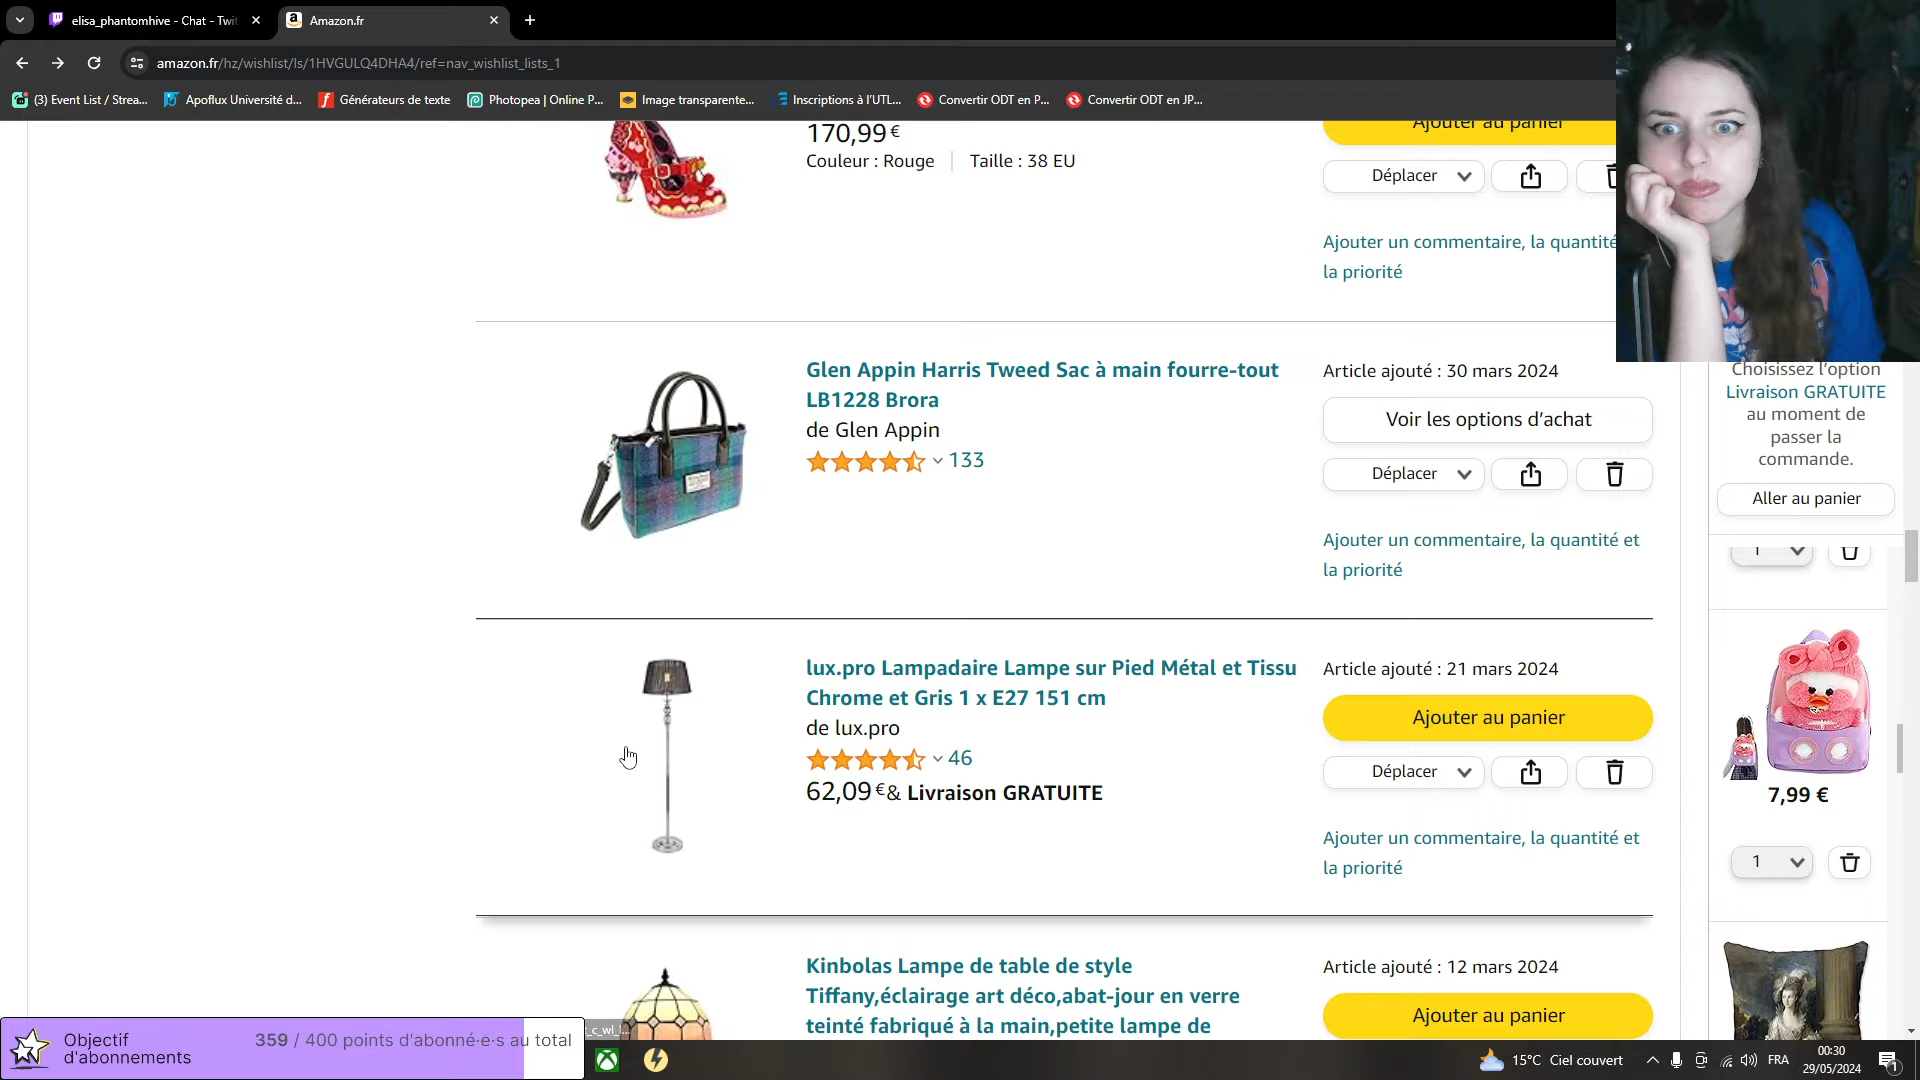 elisa_phantomhive - Chat - Twit
Amazon.fr
amazon.fr/hz/wishlist/ls/1HVGULQ4DHA4/ref=nav_wishlist_lists_1
(3) Event List / Strea...
Apoflux Université d...
Générateurs de texte
Photopea | Online P...
Image transparente...
Inscriptions à l'UTL...
Convertir ODT en P...
Convertir ODT en JP...
170,99 €
Couleur : Rouge
Taille : 38 EU
Ajouter au panier
Déplacer
Ajouter un commentaire, la quantité
la priorité
Glen Appin Harris Tweed Sac à main fourre-tout
LB1228 Brora
de Glen Appin
133
Article ajouté : 30 mars 2024
Voir les options d'achat
Déplacer
Ajouter un commentaire, la quantité et
la priorité
lux.pro Lampadaire Lampe sur Pied Métal et Tissu
Chrome et Gris 1 x E27 151 cm
de lux.pro
46
62,09 € & Livraison GRATUITE
Article ajouté : 21 mars 2024
Ajouter au panier
Déplacer
Ajouter un commentaire, la quantité et
la priorité
Kinbolas Lampe de table de style
Tiffany,éclairage art déco,abat-jour en verre
teinté fabriqué à la main,petite lampe de
Article ajouté : 12 mars 2024
Ajouter au panier
Choisissez l'option
Livraison GRATUITE
au moment de
passer la
commande.
Aller au panier
1
7,99 €
1
Objectif
d'abonnements
359 / 400 points d'abonné·e·s au total
t_c_wl_l...
15°C Ciel couvert
FRA
00:30
29/05/2024
1